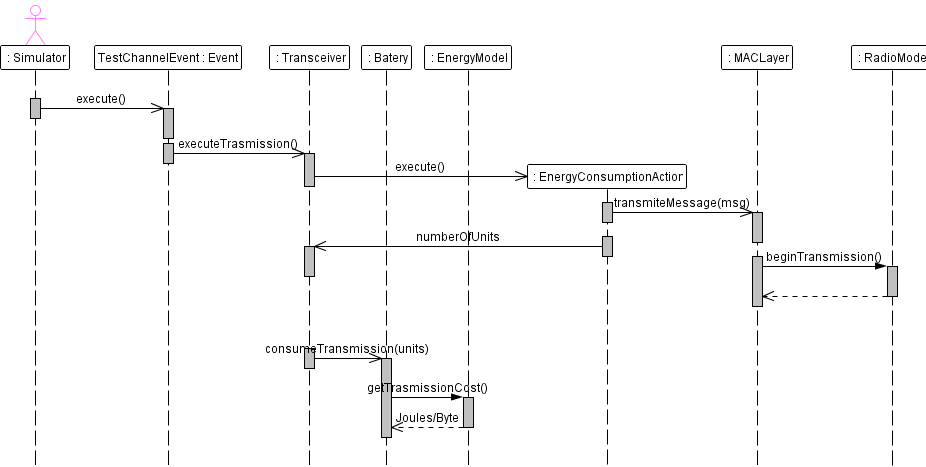 : Simulator
TestChannelEvent : Event
: Transceiver
: Batery
: EnergyModel
: MACLayer
: RadioMode
execute()
executeTrasmission()
execute()
: EnergyConsumptionAction
transmiteMessage(msg)
numberOfUnits
beginTransmission()
consumeTransmission(units)
getTrasmissionCost()
Joules/Byte